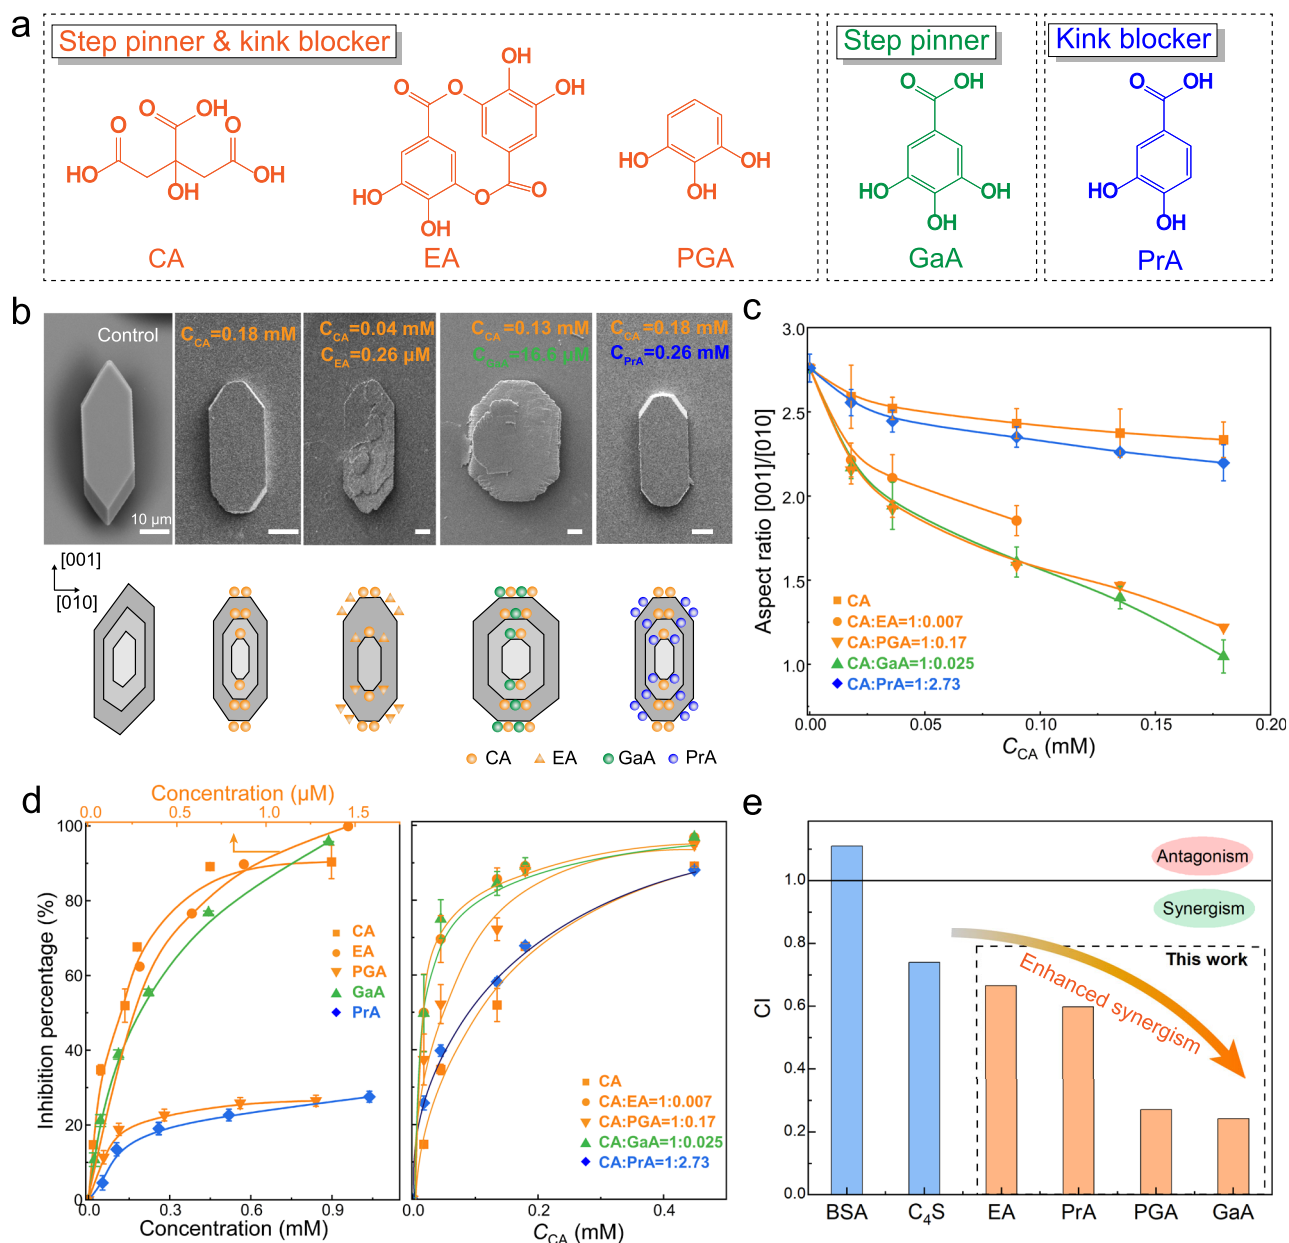 a
Step pinner & kink blocker
Step pinner
Kink blocker
O
OH
O
O
HO
OH
OH
CA
OH
O
O
OH
HO
O
O
OH
EA
HO
OH
OH
PGA
O
OH
HO
OH
OH
GaA
O
OH
HO
OH
PrA
b
Control
10 μm
CCA=0.18 mM
CCA=0.04 mM
CEA=0.26 μM
CCA=0.13 mM
CCA=0.18 mM
CPrA=0.26 mM
[001]
[010]
CA
EA
GaA
PrA
c
Aspect ratio [001]/[010]
3.0
2.5
2.0
1.5
1.0
CA
CA:EA=1:0.007
CA:PGA=1:0.17
CA:GaA=1:0.025
CA:PrA=1:2.73
0.00 0.05 0.10 0.15 0.20
CCA (mM)
d
Concentration (μM)
0.0 0.5 1.0 1.5
Inhibition percentage (%)
100
80
60
40
20
0
CA
EA
PGA
GaA
PrA
0.0 0.3 0.6 0.9
Concentration (mM)
CA
CA:EA=1:0.007
CA:PGA=1:0.17
CA:GaA=1:0.025
CA:PrA=1:2.73
0.0 0.2 0.4
CCA (mM)
e
CI
1.0
0.8
0.6
0.4
0.2
0.0
Antagonism
Synergism
This work
Enhanced synergism
BSA C4S EA PrA PGA GaA